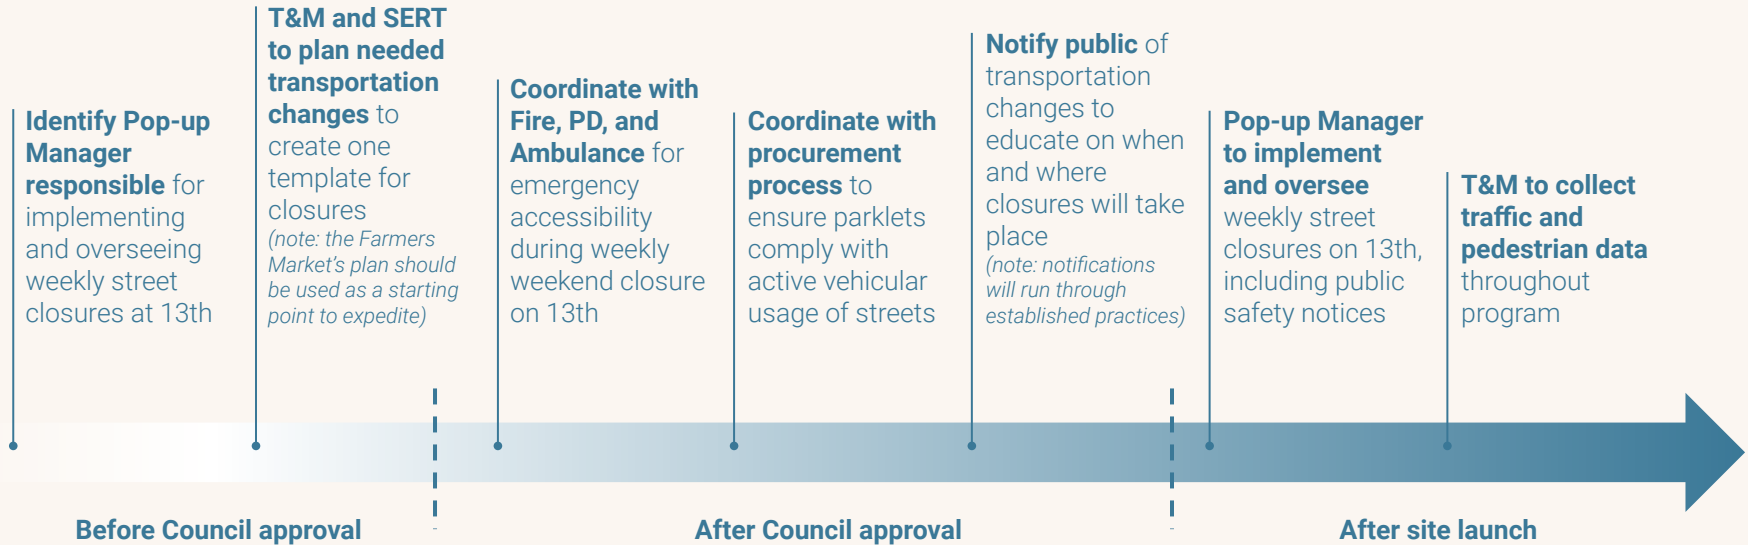 Identify Pop-up
Manager
responsible for
implementing
and overseeing
weekly street
closures at 13th
T&M and SERT
to plan needed
transportation
changes to
create one
template for
closures
(note: the Farmers
Market’s plan should
be used as a starting
point to expedite)
Coordinate with
Fire, PD, and
Ambulance for
emergency
accessibility
during weekly
weekend closure
on 13th
Coordinate with
procurement
process to
ensure parklets
comply with
active vehicular
usage of streets
Notify public of
transportation
changes to
educate on when
and where
closures will take
place
(note: notifications
will run through
established practices)
Pop-up Manager
to implement
and oversee
weekly street
closures on 13th,
including public
safety notices
T&M to collect
traffic and
pedestrian data
throughout
program
Before Council approval
After Council approval
After site launch